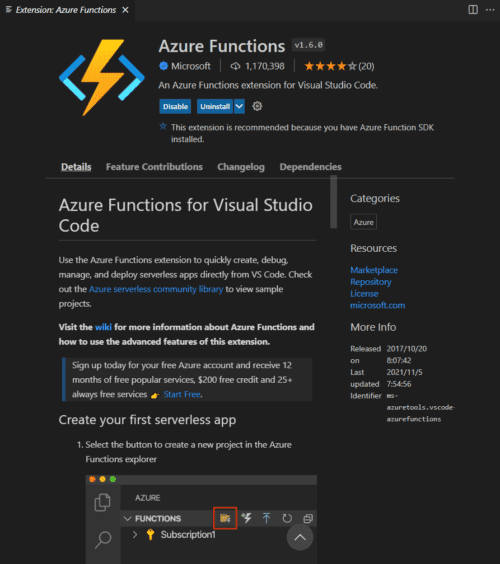 Extension: Azure Functions
Azure Functions v1.6.0
Microsoft 1,170,398 (20)
An Azure Functions extension for Visual Studio Code.
Disable Uninstall
This extension is recommended because you have Azure Function SDK
installed.
Details Feature Contributions Changelog Dependencies
Azure Functions for Visual Studio
Code
Use the Azure Functions extension to quickly create, debug,
manage, and deploy serverless apps directly from VS Code. Check
out the Azure serverless community library to view sample
projects.
Visit the wiki for more information about Azure Functions and
how to use the advanced features of this extension.
Sign up today for your free Azure account and receive 12
months of free popular services, $200 free credit and 25+
always free services 👉 Start Free.
Create your first serverless app
1. Select the button to create a new project in the Azure
Functions explorer
AZURE
FUNCTIONS
Subscription1
Categories
Azure
Resources
Marketplace
Repository
License
microsoft.com
More Info
Released 2017/10/20
on 8:07:42
Last 2021/11/5
updated 7:54:56
Identifier ms-
azuretools.vscode-
azurefunctions